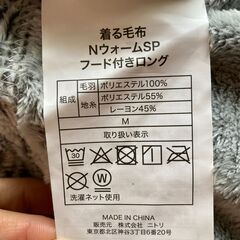 着る毛布
NウォームSP
フード付きロング
組成 毛羽 ポリエステル100%
地糸 ポリエステル55%
レーヨン45%
M
取り扱い表示
30
W
洗濯ネット使用
MADE IN CHINA
販売元 株式会社 ニトリ
東京都北区神谷3丁目6番20号